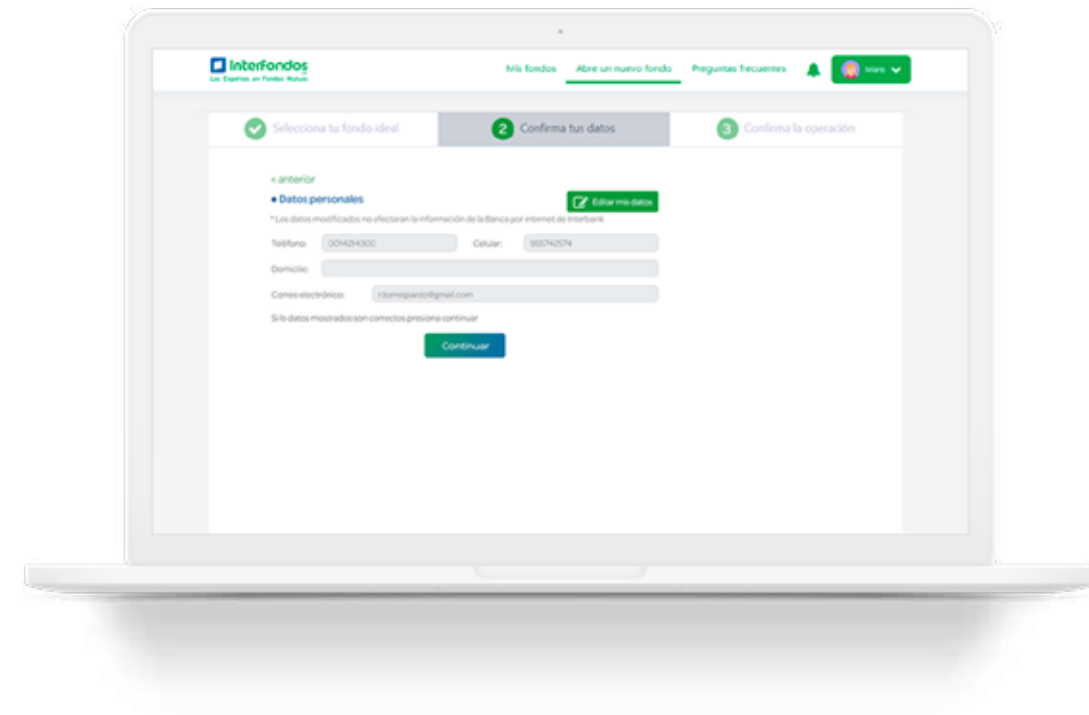 Interfondos
Los Expertos en Fondos Mutuos
Mis fondos Abre un nuevo fondo Preguntas frecuentes
Selecciona tu fondo ideal 2 Confirma tus datos 3 Confirma la operación
< anterior
• Datos personales Editar mis datos
* Los datos modificados no afectaran la información de la Banca por internet de Interbank
Teléfono: Celular:
Domicilio:
Correo electrónico:
Si ls datos mostrados son correctos presiona continuar
Continuar